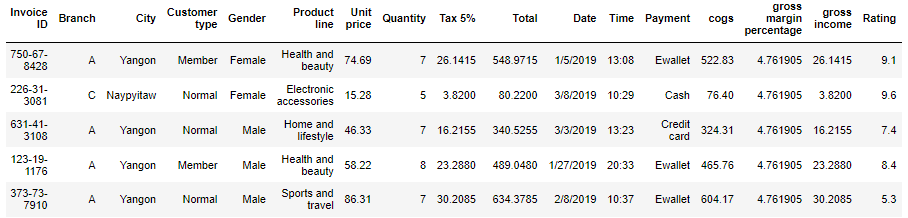 Invoice ID Branch City Customer type Gender Product line Unit price Quantity Tax 5% Total Date Time Payment cogs gross margin percentage gross income Rating
750-67-8428 A Yangon Member Female Health and beauty 74.69 7 26.1415 548.9715 1/5/2019 13:08 Ewallet 522.83 4.761905 26.1415 9.1
226-31-3081 C Naypyitaw Normal Female Electronic accessories 15.28 5 3.8200 80.2200 3/8/2019 10:29 Cash 76.40 4.761905 3.8200 9.6
631-41-3108 A Yangon Normal Male Home and lifestyle 46.33 7 16.2155 340.5255 3/3/2019 13:23 Credit card 324.31 4.761905 16.2155 7.4
123-19-1176 A Yangon Member Male Health and beauty 58.22 8 23.2880 489.0480 1/27/2019 20:33 Ewallet 465.76 4.761905 23.2880 8.4
373-73-7910 A Yangon Normal Male Sports and travel 86.31 7 30.2085 634.3785 2/8/2019 10:37 Ewallet 604.17 4.761905 30.2085 5.3